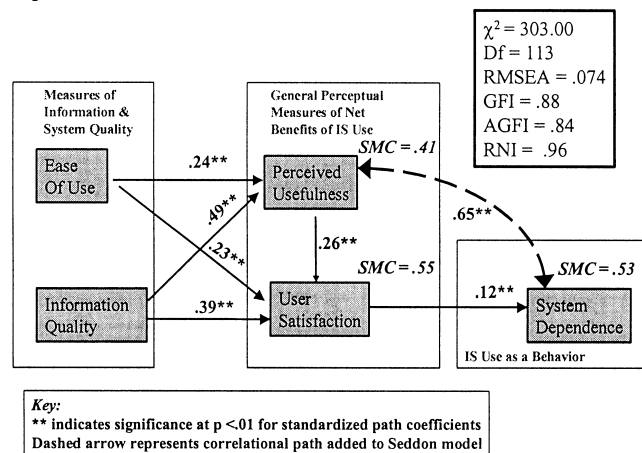 χ² = 303.00
Df = 113
RMSEA = .074
GFI = .88
AGFI = .84
RNI = .96
Measures of
Information &
System Quality
General Perceptual
Measures of Net
Benefits of IS Use
SMC = .41
Ease
Of Use
.24**
Perceived
Usefulness
.49**
.23**
.65**
.26**
SMC = .55
SMC = .53
Information
Quality
.39**
User
Satisfaction
.12**
System
Dependence
IS Use as a Behavior
Key:
** indicates significance at p <.01 for standardized path coefficients
Dashed arrow represents correlational path added to Seddon model